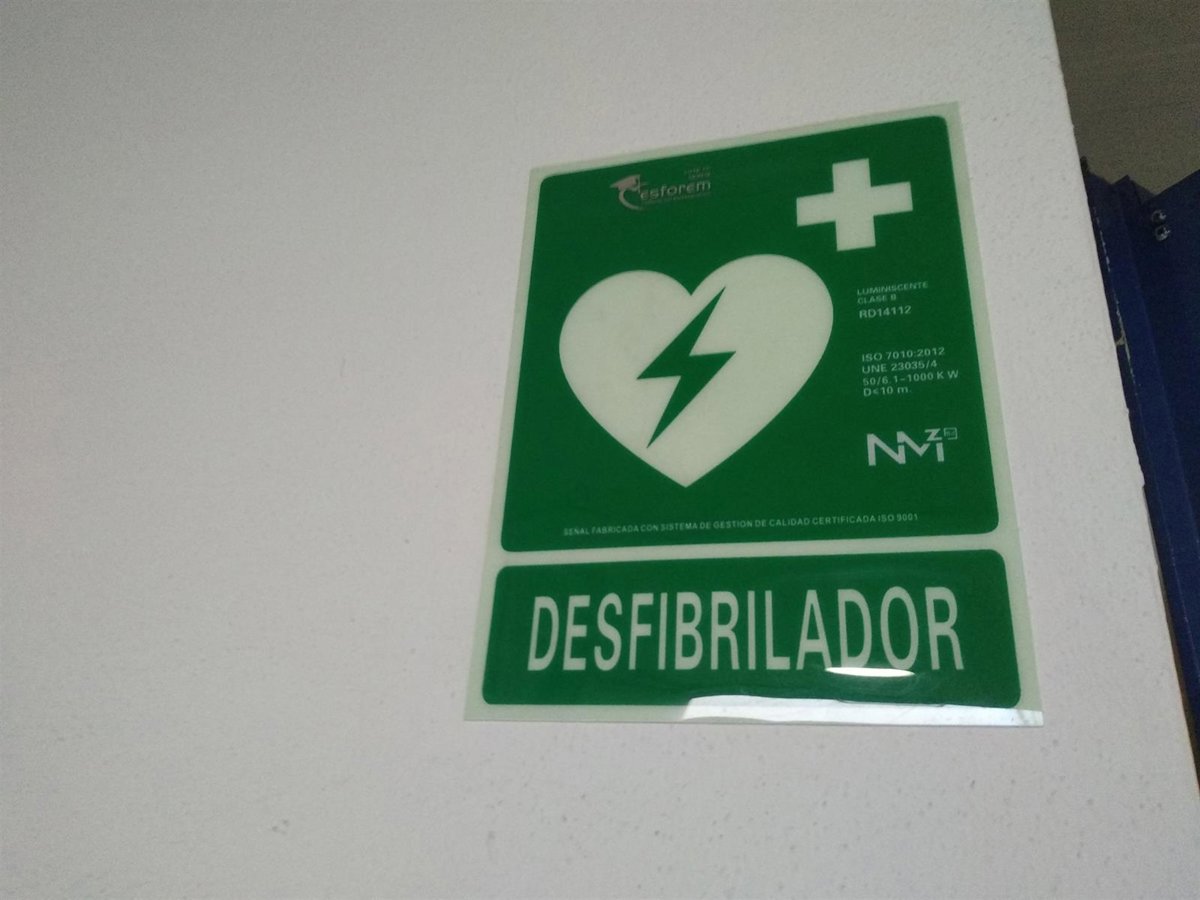 esforem
LUMINISCENTE
CLASE B
RD14112
ISO 7010:2012
UNE 23035/4
50/6.1-1000 K W
D≤10 m.
SEÑAL FABRICADA CON SISTEMA DE GESTION DE CALIDAD CERTIFICADA ISO 9001
DESFIBRILADOR